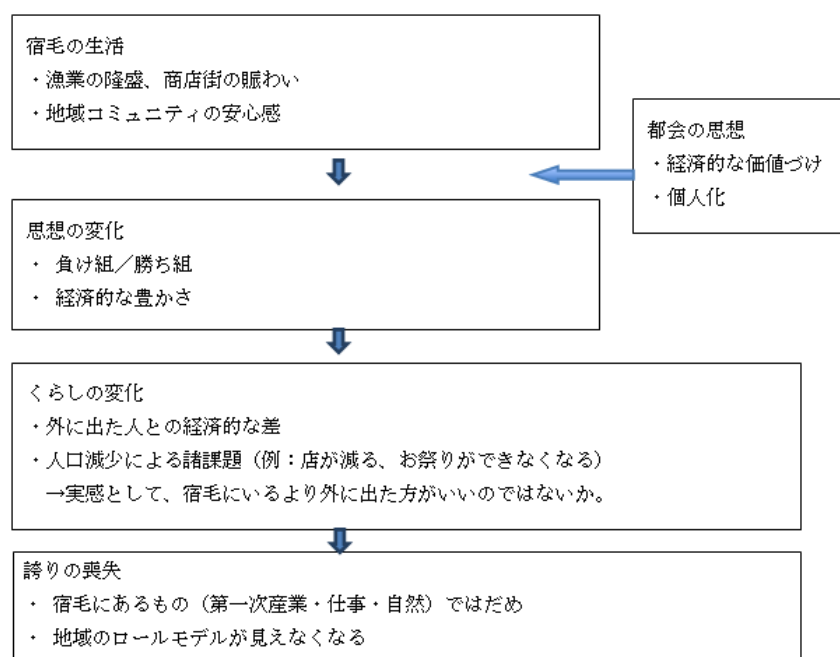 宿毛の生活
・漁業の隆盛、商店街の賑わい
・地域コミュニティの安心感
都会の思想
・経済的な価値づけ
・個人化
思想の変化
・ 負け組／勝ち組
・ 経済的な豊かさ
くらしの変化
・外に出た人との経済的な差
・人口減少による諸課題（例：店が減る、お祭りができなくなる）
→実感として、宿毛にいるより外に出た方がいいのではないか。
誇りの喪失
・ 宿毛にあるもの（第一次産業・仕事・自然）ではだめ
・ 地域のロールモデルが見えなくなる